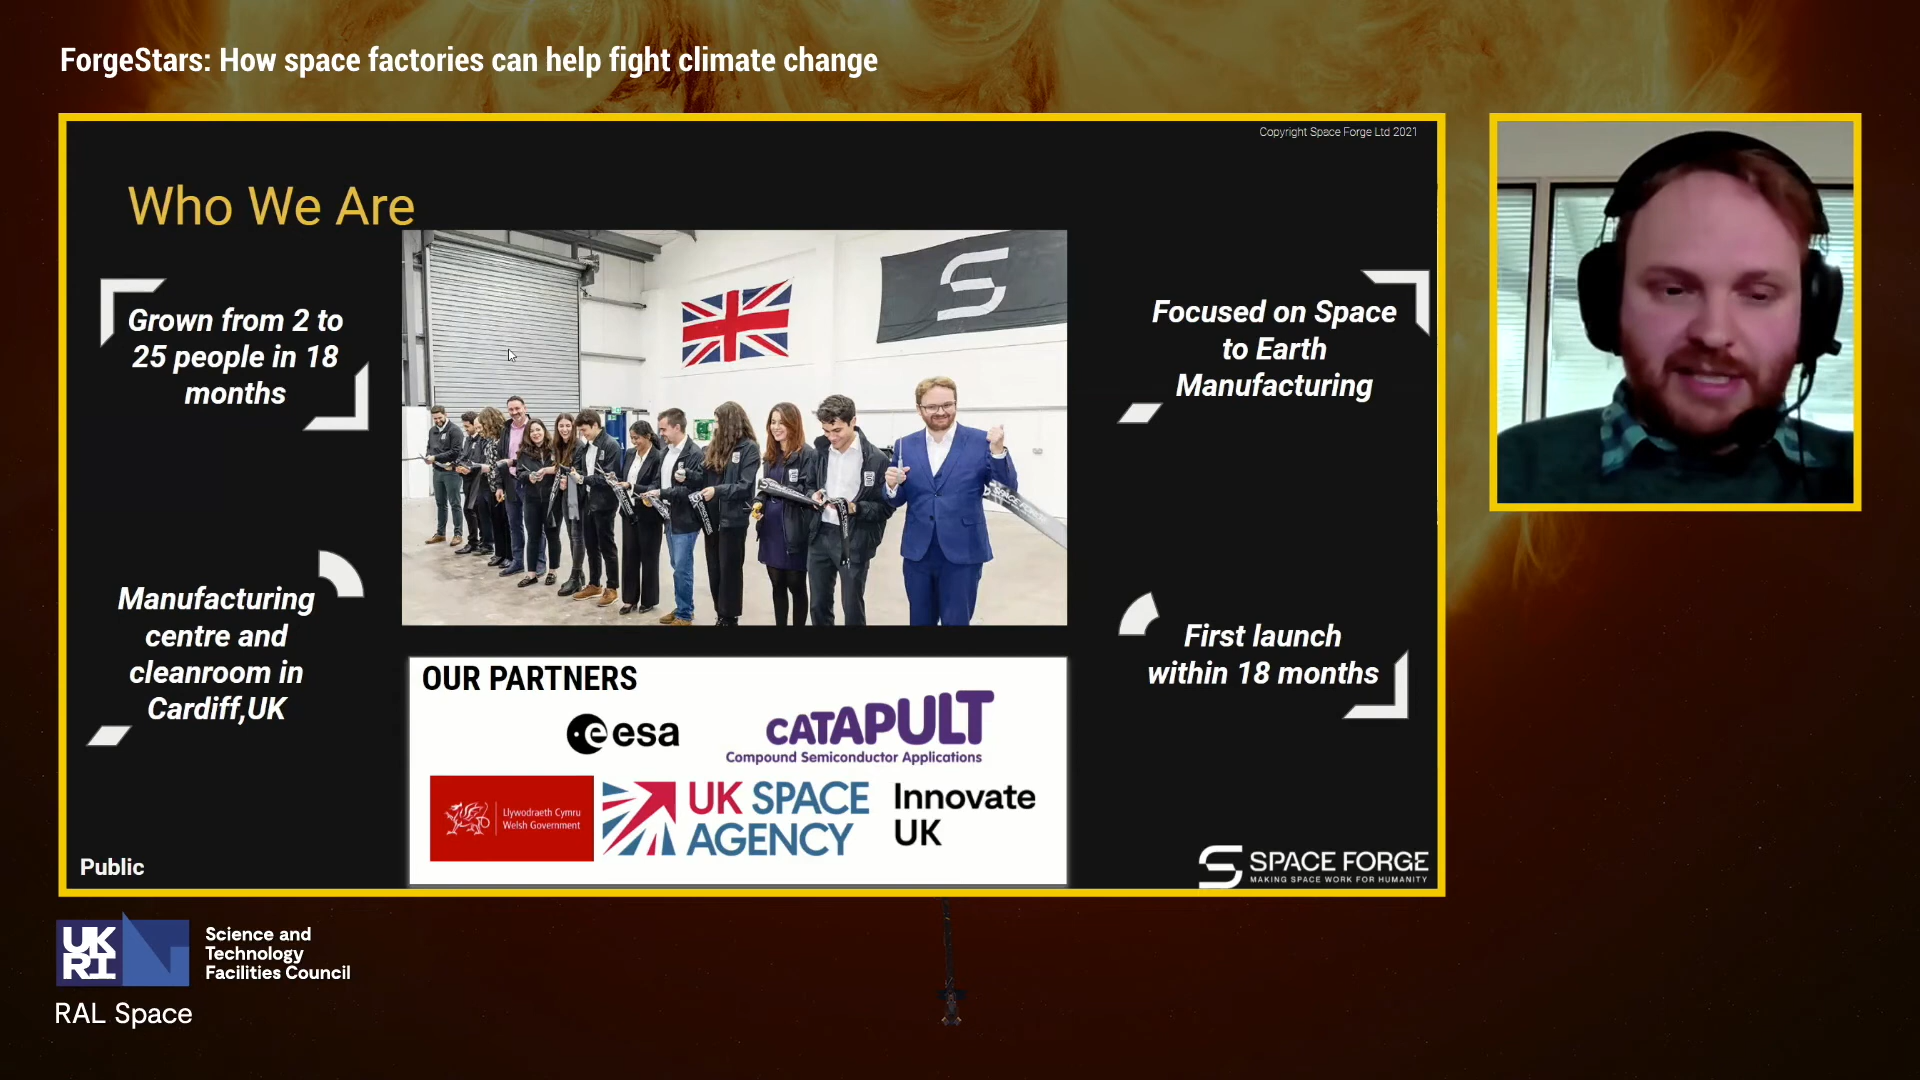 ForgeStars: How space factories can help fight climate change
Copyright Space Forge Ltd 2021
Who We Are
Grown from 2 to
25 people in 18
months
Manufacturing
centre and
cleanroom in
Cardiff,UK
Focused on Space
to Earth
Manufacturing
First launch
within 18 months
SPACE FORGE
OUR PARTNERS
esa
CATAPULT
Compound Semiconductor Applications
Llywodraeth Cymru
Welsh Government
UK SPACE
AGENCY
Innovate
UK
Public
SPACE FORGE
MAKING SPACE WORK FOR HUMANITY
UK
RI
Science and
Technology
Facilities Council
RAL Space